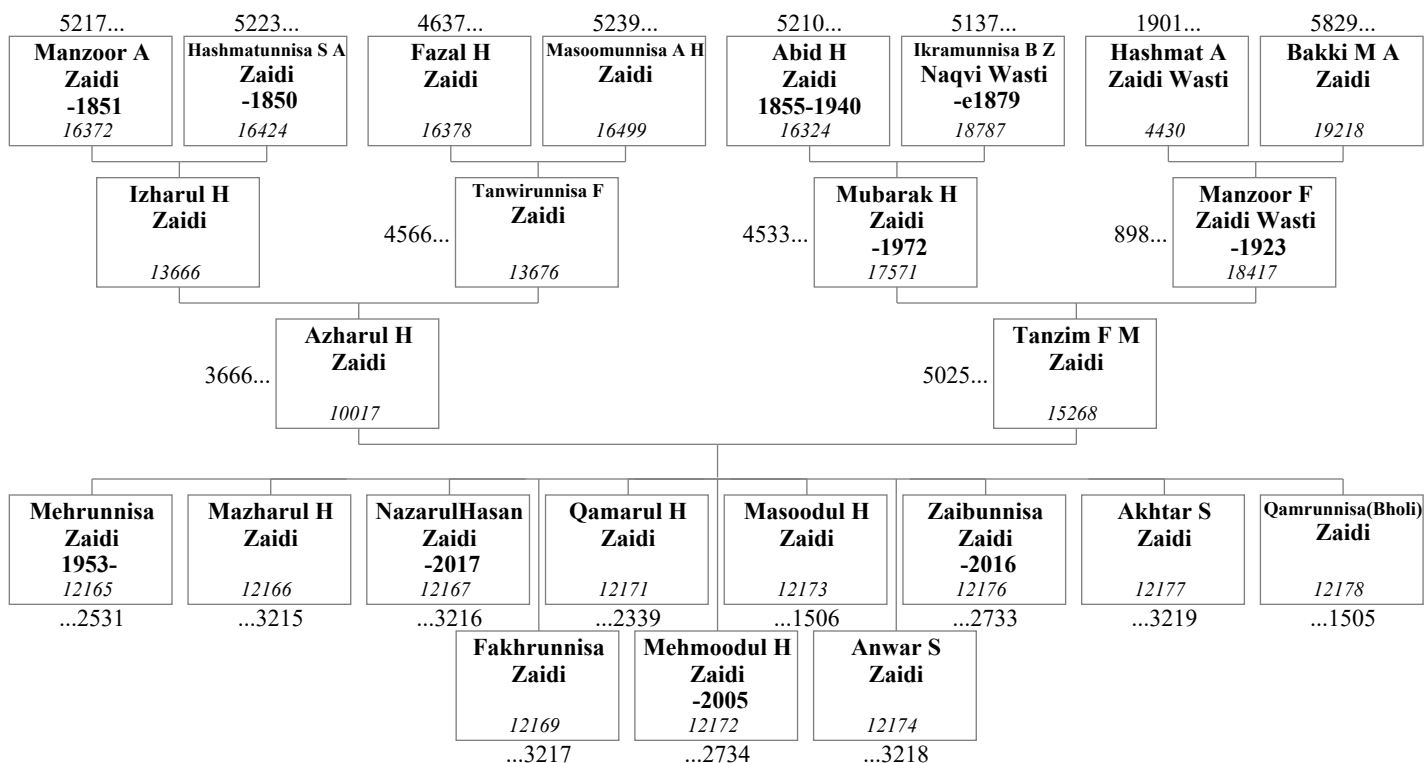 5217...
5223...
4637...
5239...
5210...
5137...
1901...
5829...
Manzoor A
Zaidi
-1851
16372
Hashmatunnisa S A
Zaidi
-1850
16424
Fazal H
Zaidi
16378
Masoomunnisa A H
Zaidi
16499
Abid H
Zaidi
1855-1940
16324
Ikramunnisa B Z
Naqvi Wasti
-e1879
18787
Hashmat A
Zaidi Wasti
4430
Bakki M A
Zaidi
19218
Izharul H
Zaidi
13666
4566...
Tanwirunnisa F
Zaidi
13676
4533...
Mubarak H
Zaidi
-1972
17571
898...
Manzoor F
Zaidi Wasti
-1923
18417
3666...
Azharul H
Zaidi
10017
5025...
Tanzim F M
Zaidi
15268
Mehrunnisa
Zaidi
1953-
12165
...2531
Mazharul H
Zaidi
12166
...3215
NazarulHasan
Zaidi
-2017
12167
...3216
Qamarul H
Zaidi
12171
...2339
Masoodul H
Zaidi
12173
...1506
Zaibunnisa
Zaidi
-2016
12176
...2733
Akhtar S
Zaidi
12177
...3219
Qamrunnisa(Bholi)
Zaidi
12178
...1505
Fakhrunnisa
Zaidi
12169
...3217
Mehmoodul H
Zaidi
-2005
12172
...2734
Anwar S
Zaidi
12174
...3218